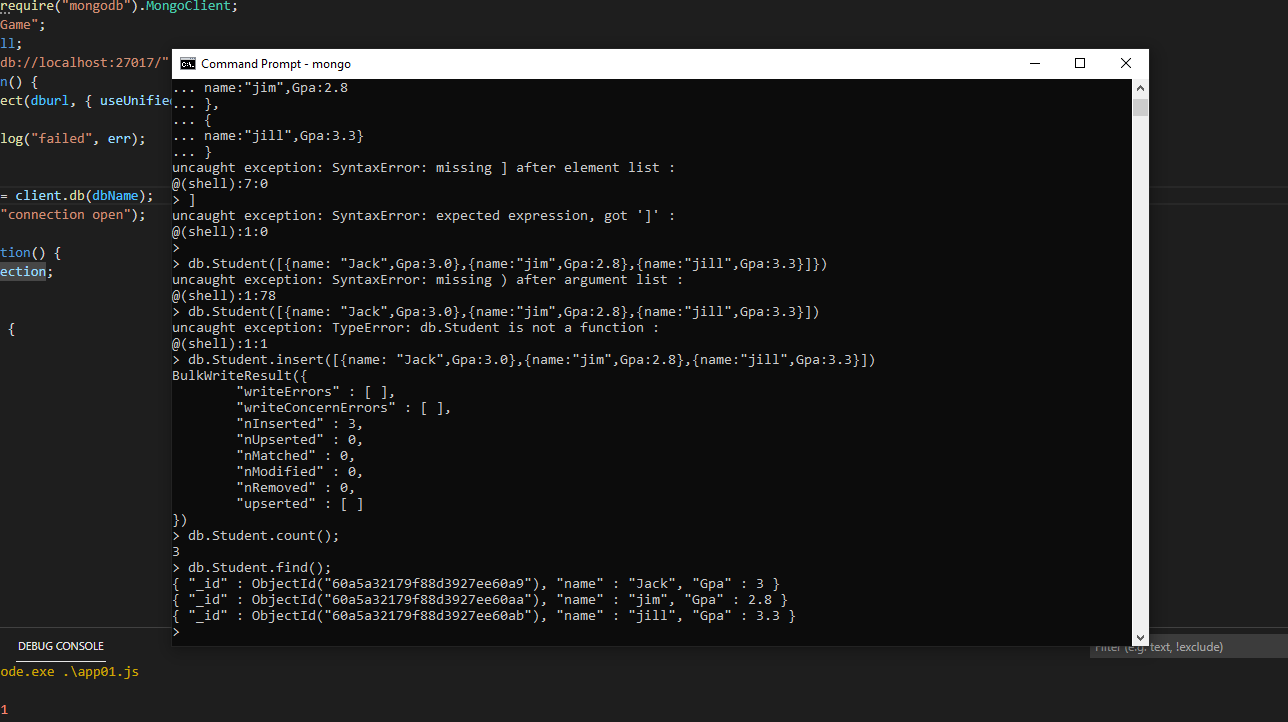 require("mongodb").MongoClient;
Game";
ll;
db://localhost:27017/"
n() {
ect(dburl, { useUnifie
log("failed", err);
= client.db(dbName);
"connection open");
tion() {
ection;
{
Command Prompt - mongo
... name:"jim",Gpa:2.8
... },
... {
... name:"jill",Gpa:3.3}
... }
uncaught exception: SyntaxError: missing ] after element list :
@(shell):7:0
> ]
uncaught exception: SyntaxError: expected expression, got ']' :
@(shell):1:0
>
> db.Student([{name: "Jack",Gpa:3.0},{name:"jim",Gpa:2.8},{name:"jill",Gpa:3.3}]})
uncaught exception: SyntaxError: missing ) after argument list :
@(shell):1:78
> db.Student([{name: "Jack",Gpa:3.0},{name:"jim",Gpa:2.8},{name:"jill",Gpa:3.3}])
uncaught exception: TypeError: db.Student is not a function :
@(shell):1:1
> db.Student.insert([{name: "Jack",Gpa:3.0},{name:"jim",Gpa:2.8},{name:"jill",Gpa:3.3}])
BulkWriteResult({
"writeErrors" : [ ],
"writeConcernErrors" : [ ],
"nInserted" : 3,
"nUpserted" : 0,
"nMatched" : 0,
"nModified" : 0,
"nRemoved" : 0,
"upserted" : [ ]
})
> db.Student.count();
3
> db.Student.find();
{ "_id" : ObjectId("60a5a32179f88d3927ee60a9"), "name" : "Jack", "Gpa" : 3 }
{ "_id" : ObjectId("60a5a32179f88d3927ee60aa"), "name" : "jim", "Gpa" : 2.8 }
{ "_id" : ObjectId("60a5a32179f88d3927ee60ab"), "name" : "jill", "Gpa" : 3.3 }
>
DEBUG CONSOLE
Filter (e.g. text, !exclude)
ode.exe .\app01.js
1